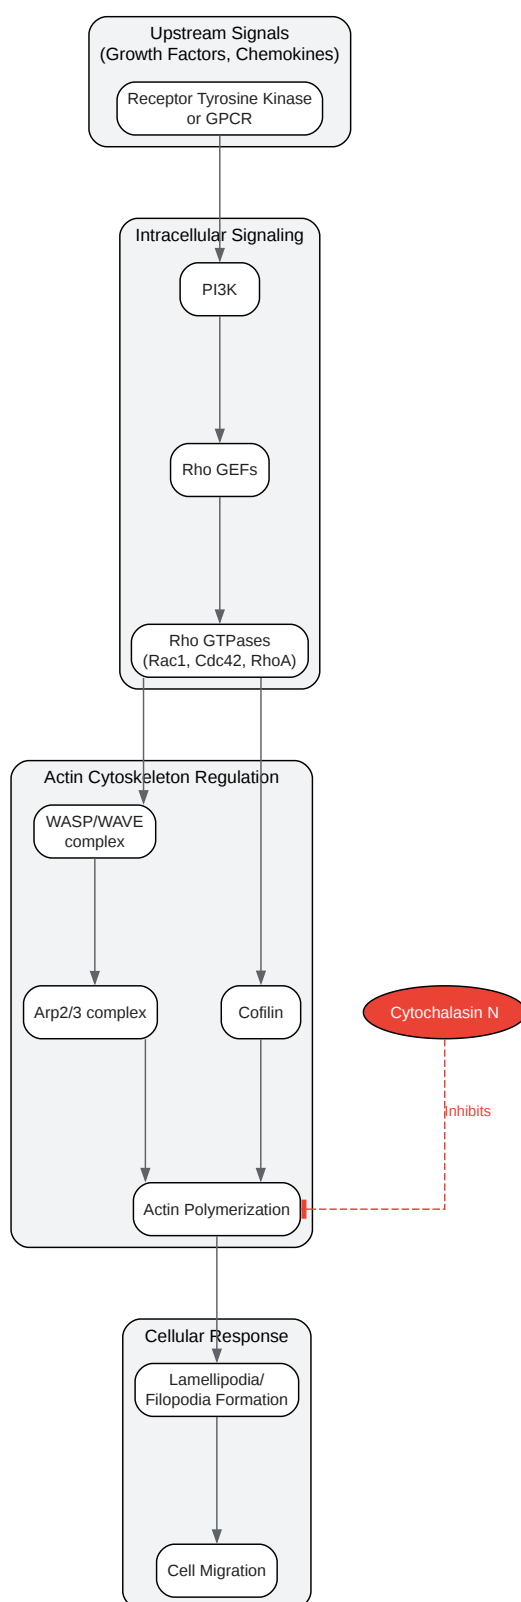 Upstream Signals
(Growth Factors, Chemokines)
Receptor Tyrosine Kinase
or GPCR
Intracellular Signaling
PI3K
Rho GEFs
Rho GTPases
(Rac1, Cdc42, RhoA)
Actin Cytoskeleton Regulation
WASP/WAVE
complex
Arp2/3 complex
Cofilin
Cytochalasin N
Inhibits
Actin Polymerization
Cellular Response
Lamellipodia/
Filopodia Formation
Cell Migration